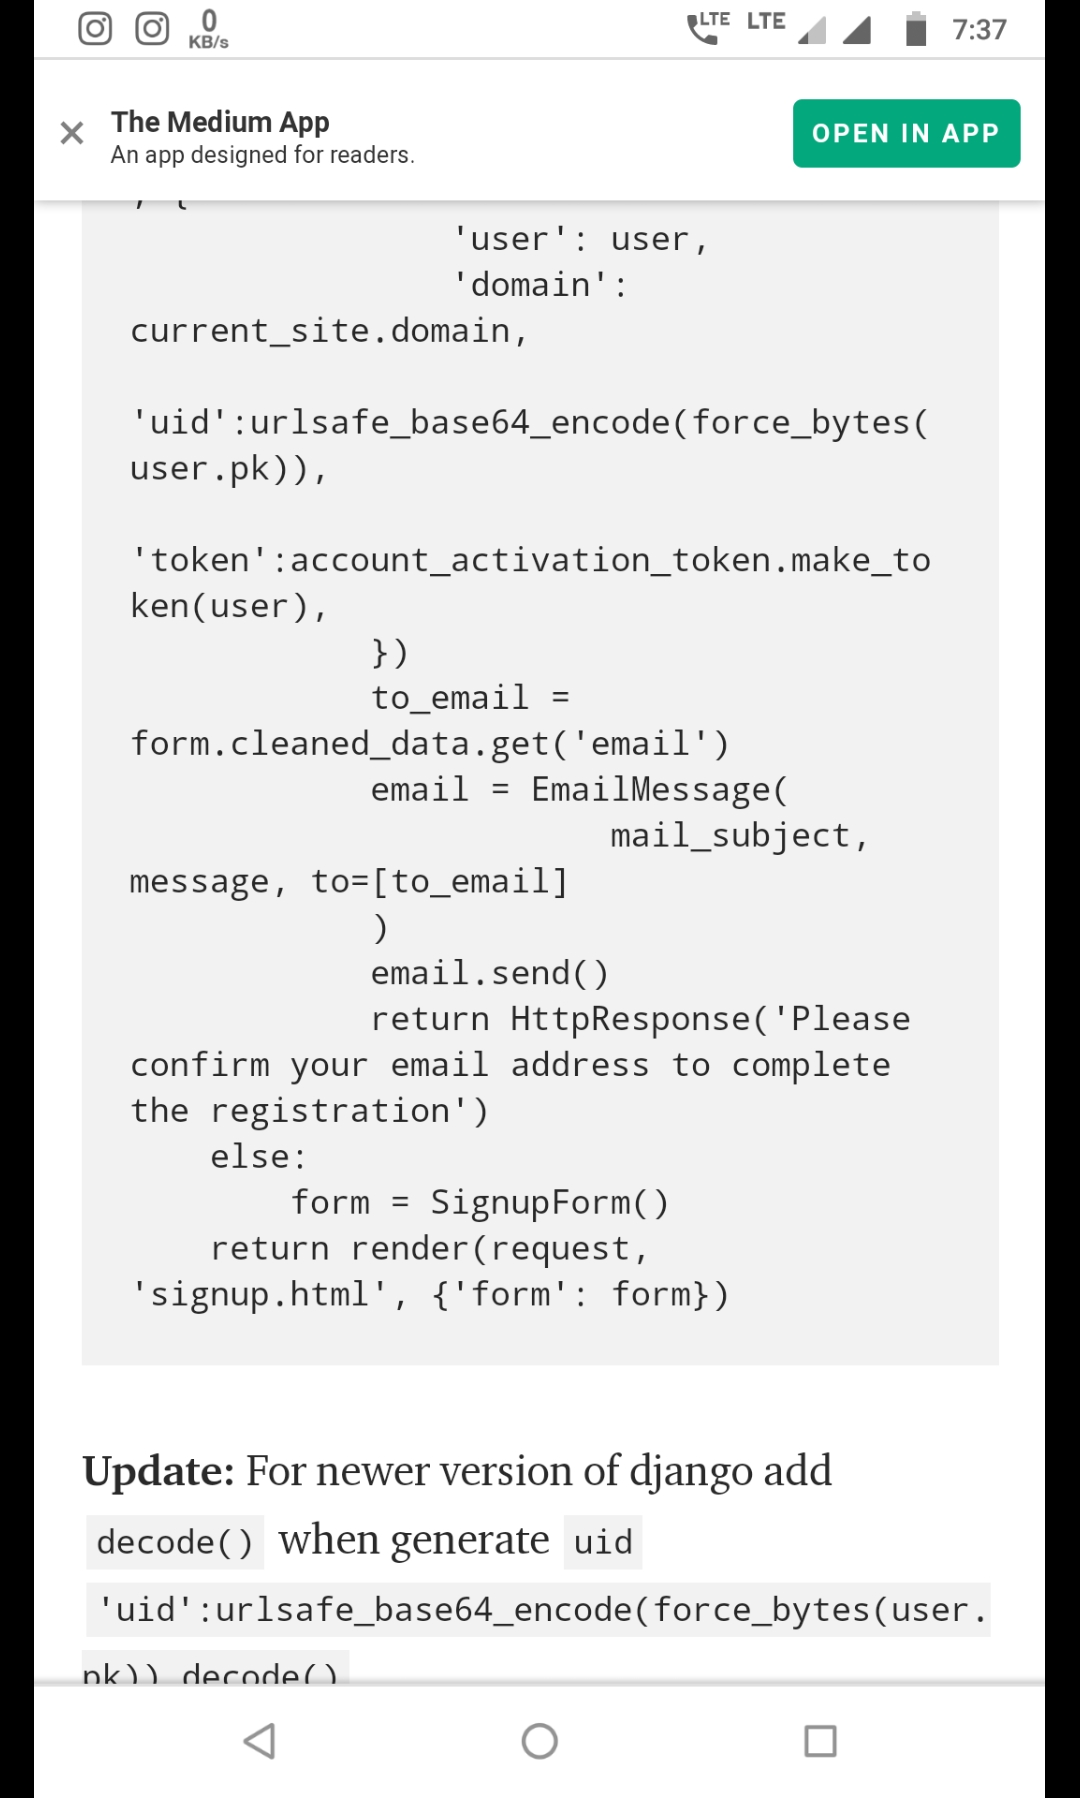 0
KB/s
LTE LTE 7:37
The Medium App
An app designed for readers.
OPEN IN APP
'user': user,
'domain':
current_site.domain,
'uid':urlsafe_base64_encode(force_bytes(
user.pk)),
'token':account_activation_token.make_to
ken(user),
})
to_email =
form.cleaned_data.get('email')
email = EmailMessage(
mail_subject,
message, to=[to_email]
)
email.send()
return HttpResponse('Please
confirm your email address to complete
the registration')
else:
form = SignupForm()
return render(request,
'signup.html', {'form': form})
Update: For newer version of django add
decode() when generate uid
'uid':urlsafe_base64_encode(force_bytes(user.
pk)).decode()